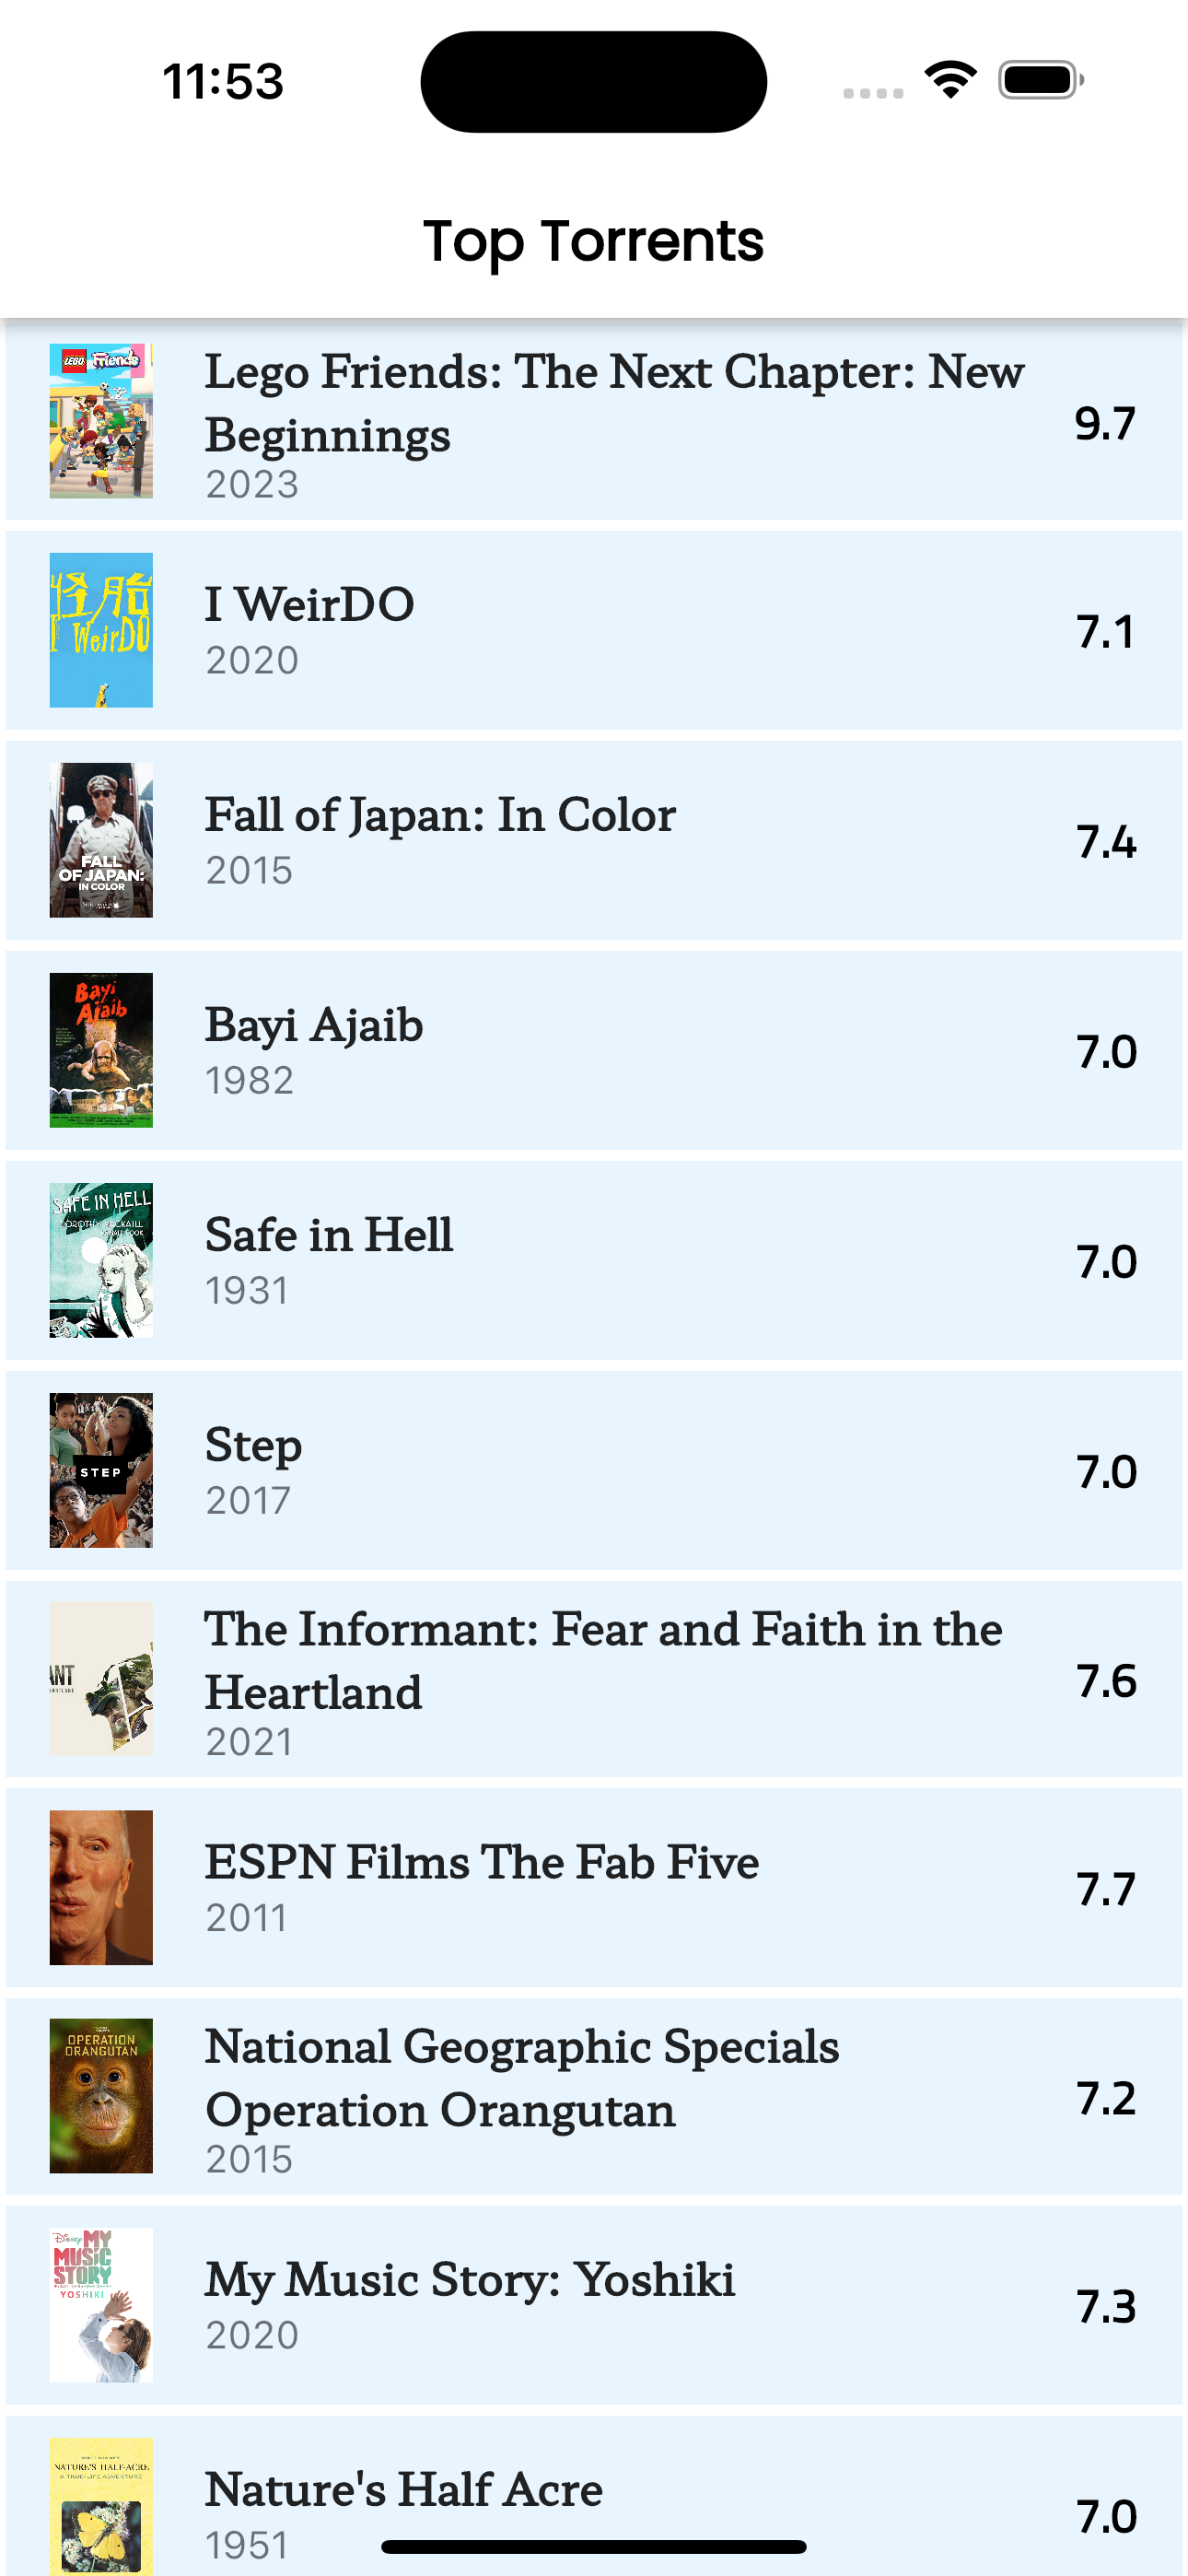 11:53
Top Torrents
LEGO Friends
Lego Friends: The Next Chapter: New
Beginnings
2023
9.7
怪胎
I WeirDO
I WeirDO
2020
7.1
FALL
OF JAPAN:
IN COLOR
Fall of Japan: In Color
2015
7.4
Bayi
Ajaib
Bayi Ajaib
1982
7.0
SAFE IN HELL
DOROTHY MACKAILL
Safe in Hell
1931
7.0
STEP
Step
2017
7.0
ANT
The Informant: Fear and Faith in the
Heartland
2021
7.6
ESPN Films The Fab Five
2011
7.7
OPERATION
ORANGUTAN
National Geographic Specials
Operation Orangutan
2015
7.2
Disney MY
MUSIC
STORY
YOSHIKI
My Music Story: Yoshiki
2020
7.3
NATURE'S HALF-ACRE
A TRUE-LIFE ADVENTURE
Nature's Half Acre
1951
7.0